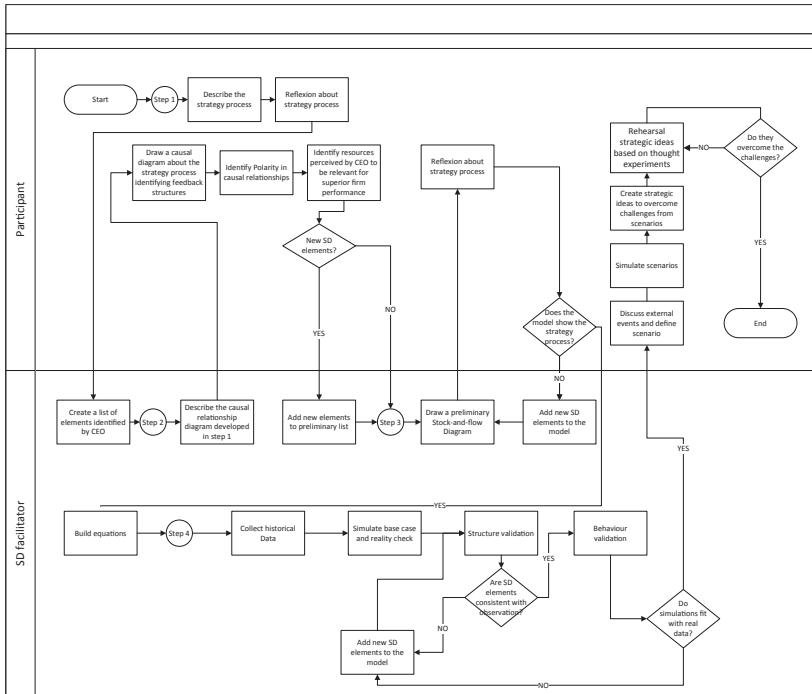 Participant
Start
Step 1
Describe the
strategy process
Reflexion about
strategy process
Draw a causal
diagram about the
strategy process
identifying feedback
structures
Identify Polarity in
causal relationships
Identify resources
perceived by CEO to
be relevant for
superior firm
performance
New SD
elements?
YES
NO
Reflexion about
strategy process
Does the
model show the
strategy process?
NO
Rehearsal
strategic ideas
based on thought
experiments
NO
Do they
overcome the
challenges?
YES
End
Create strategic
ideas to overcome
challenges from
scenarios
Simulate scenarios
Discuss external
events and define
scenario
SD facilitator
Create a list of
elements identified
by CEO
Step 2
Describe the causal
relationship
diagram developed
in step 1
Add new elements
to preliminary list
Step 3
Draw a preliminary
Stock-and-flow
Diagram
Add new SD
elements to the
model
YES
YES
Build equations
Step 4
Collect historical
Data
Simulate base case
and reality check
Structure validation
YES
Behaviour
validation
Are SD
elements
consistent with
observation?
NO
Add new SD
elements to the
model
Do
simulations fit
with real
data?
NO